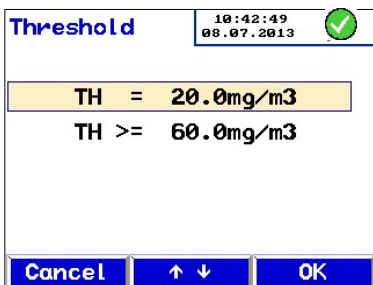 Threshold
10:42:49
08.07.2013
TH = 20.0mg/m3
TH >= 60.0mg/m3
Cancel ↑ ↓ OK